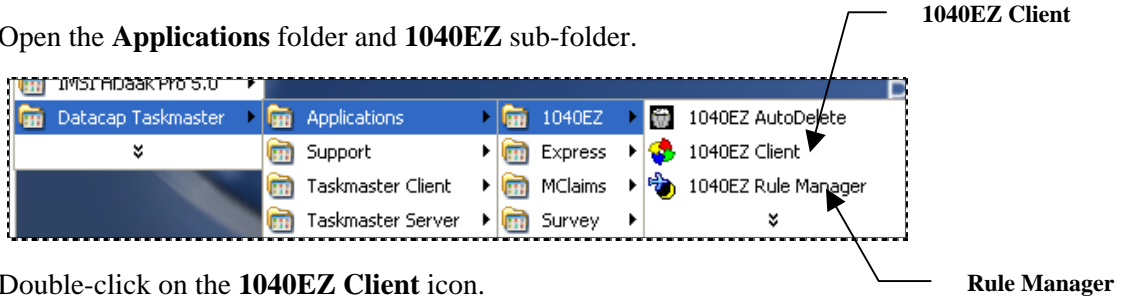 1040EZ Client
Open the Applications folder and 1040EZ sub-folder.
IMSI HiJaak Pro 5.0
Datacap Taskmaster Applications 1040EZ 1040EZ AutoDelete
Support Express 1040EZ Client
Taskmaster Client MClaims 1040EZ Rule Manager
Taskmaster Server Survey
Double-click on the 1040EZ Client icon.
Rule Manager